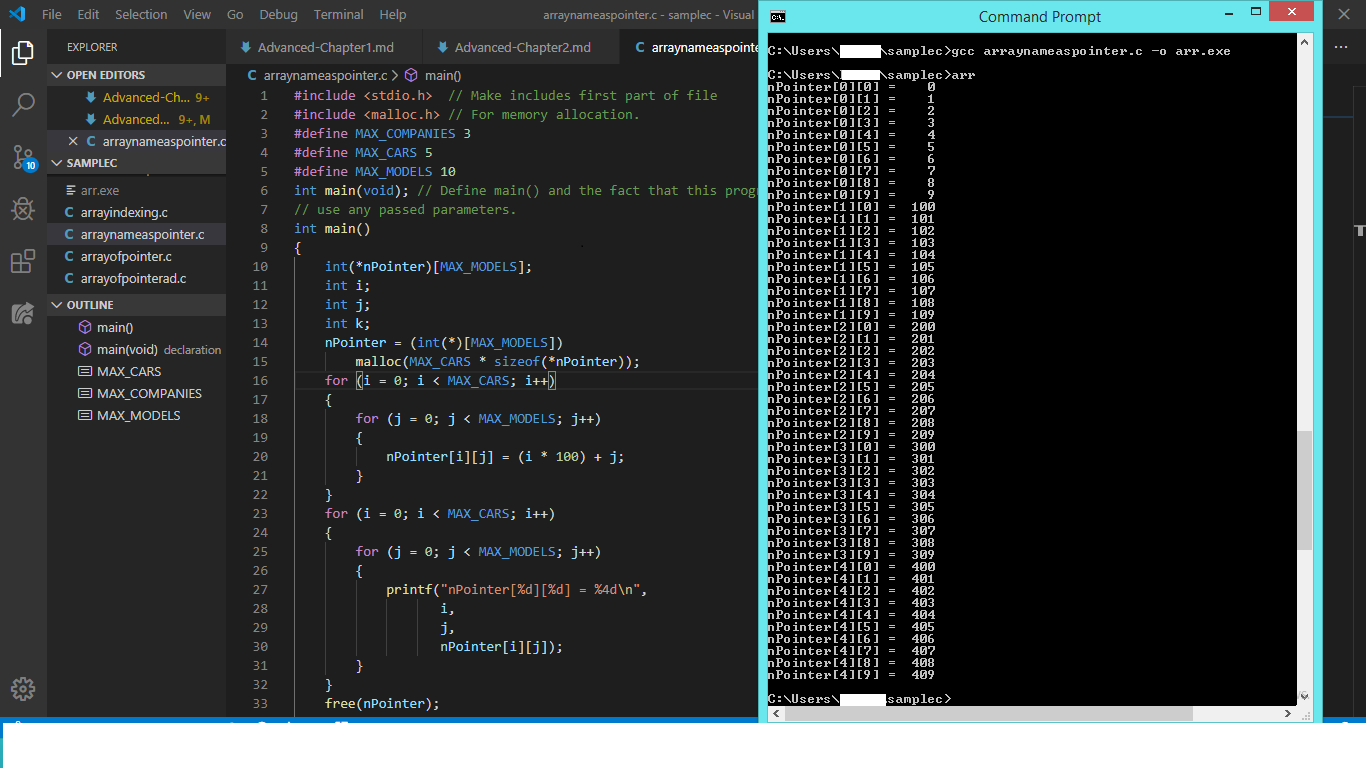 File Edit Selection View Go Debug Terminal Help
arraynameaspointer.c - samplec - Visual
EXPLORER
OPEN EDITORS
Advanced-Ch... 9+
Advanced... 9+, M
arraynameaspointer.c
SAMPLEC
arr.exe
arrayindexing.c
arraynameaspointer.c
arrayofpointer.c
arrayofpointerad.c
OUTLINE
main()
main(void) declaration
MAX_CARS
MAX_COMPANIES
MAX_MODELS
10
Advanced-Chapter1.md
Advanced-Chapter2.md
arraynameaspointe
arraynameaspointer.c > main()
1 #include <stdio.h> // Make includes first part of file
2 #include <malloc.h> // For memory allocation.
3 #define MAX_COMPANIES 3
4 #define MAX_CARS 5
5 #define MAX_MODELS 10
6 int main(void); // Define main() and the fact that this prog
7 // use any passed parameters.
8 int main()
9 {
10 int(*nPointer)[MAX_MODELS];
11 int i;
12 int j;
13 int k;
14 nPointer = (int(*)[MAX_MODELS])
15 malloc(MAX_CARS * sizeof(*nPointer));
16 for (i = 0; i < MAX_CARS; i++)
17 {
18 for (j = 0; j < MAX_MODELS; j++)
19 {
20 nPointer[i][j] = (i * 100) + j;
21 }
22 }
23 for (i = 0; i < MAX_CARS; i++)
24 {
25 for (j = 0; j < MAX_MODELS; j++)
26 {
27 printf("nPointer[%d][%d] = %4d\n",
28 i,
29 j,
30 nPointer[i][j]);
31 }
32 }
33 free(nPointer);
Command Prompt
C:\Users\ \samplec>gcc arraynameaspointer.c -o arr.exe
C:\Users\ \samplec>arr
nPointer[0][0] = 0
nPointer[0][1] = 1
nPointer[0][2] = 2
nPointer[0][3] = 3
nPointer[0][4] = 4
nPointer[0][5] = 5
nPointer[0][6] = 6
nPointer[0][7] = 7
nPointer[0][8] = 8
nPointer[0][9] = 9
nPointer[1][0] = 100
nPointer[1][1] = 101
nPointer[1][2] = 102
nPointer[1][3] = 103
nPointer[1][4] = 104
nPointer[1][5] = 105
nPointer[1][6] = 106
nPointer[1][7] = 107
nPointer[1][8] = 108
nPointer[1][9] = 109
nPointer[2][0] = 200
nPointer[2][1] = 201
nPointer[2][2] = 202
nPointer[2][3] = 203
nPointer[2][4] = 204
nPointer[2][5] = 205
nPointer[2][6] = 206
nPointer[2][7] = 207
nPointer[2][8] = 208
nPointer[2][9] = 209
nPointer[3][0] = 300
nPointer[3][1] = 301
nPointer[3][2] = 302
nPointer[3][3] = 303
nPointer[3][4] = 304
nPointer[3][5] = 305
nPointer[3][6] = 306
nPointer[3][7] = 307
nPointer[3][8] = 308
nPointer[3][9] = 309
nPointer[4][0] = 400
nPointer[4][1] = 401
nPointer[4][2] = 402
nPointer[4][3] = 403
nPointer[4][4] = 404
nPointer[4][5] = 405
nPointer[4][6] = 406
nPointer[4][7] = 407
nPointer[4][8] = 408
nPointer[4][9] = 409
C:\Users\ \samplec>